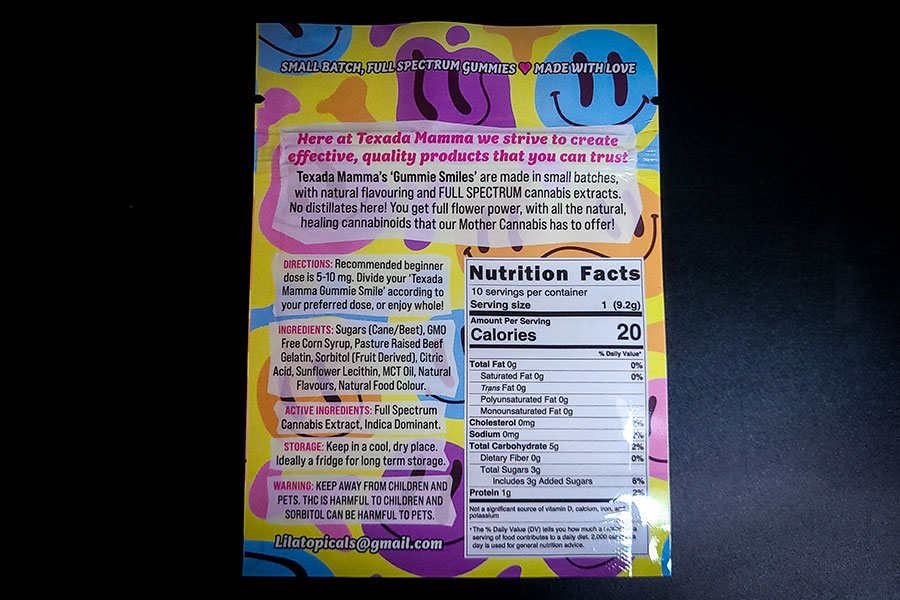 SMALL BATCH, FULL SPECTRUM GUMMIES ♥ MADE WITH LOVE
Here at Texada Mamma we strive to create
effective, quality products that you can trust
Texada Mamma's 'Gummie Smiles' are made in small batches,
with natural flavouring and FULL SPECTRUM cannabis extracts.
No distillates here! You get full flower power, with all the natural,
healing cannabinoids that our Mother Cannabis has to offer!
DIRECTIONS: Recommended beginner
dose is 5-10 mg. Divide your 'Texada
Mamma Gummie Smile' according to
your preferred dose, or enjoy whole!
INGREDIENTS: Sugars (Cane/Beet), GMO
Free Corn Syrup, Pasture Raised Beef
Gelatin, Sorbitol (Fruit Derived), Citric
Acid, Sunflower Lecithin, MCT Oil, Natural
Flavours, Natural Food Colour.
ACTIVE INGREDIENTS: Full Spectrum
Cannabis Extract, Indica Dominant.
STORAGE: Keep in a cool, dry place.
Ideally a fridge for long term storage.
WARNING: KEEP AWAY FROM CHILDREN AND
PETS. THC IS HARMFUL TO CHILDREN AND
SORBITOL CAN BE HARMFUL TO PETS.
Lilatopicals@gmail.com
Nutrition Facts
10 servings per container
Serving size 1 (9.2g)
Amount Per Serving
Calories 20
% Daily Value*
Total Fat 0g 0%
Saturated Fat 0g 0%
Trans Fat 0g
Polyunsaturated Fat 0g
Monounsaturated Fat 0g
Cholesterol 0mg
Sodium 0mg
Total Carbohydrate 5g 2%
Dietary Fiber 0g 0%
Total Sugars 3g
Includes 3g Added Sugars 6%
Protein 1g 2%
Not a significant source of vitamin D, calcium, iron, and
potassium
*The % Daily Value (DV) tells you how much a
serving of food contributes to a daily diet. 2,000
day is used for general nutrition advice.